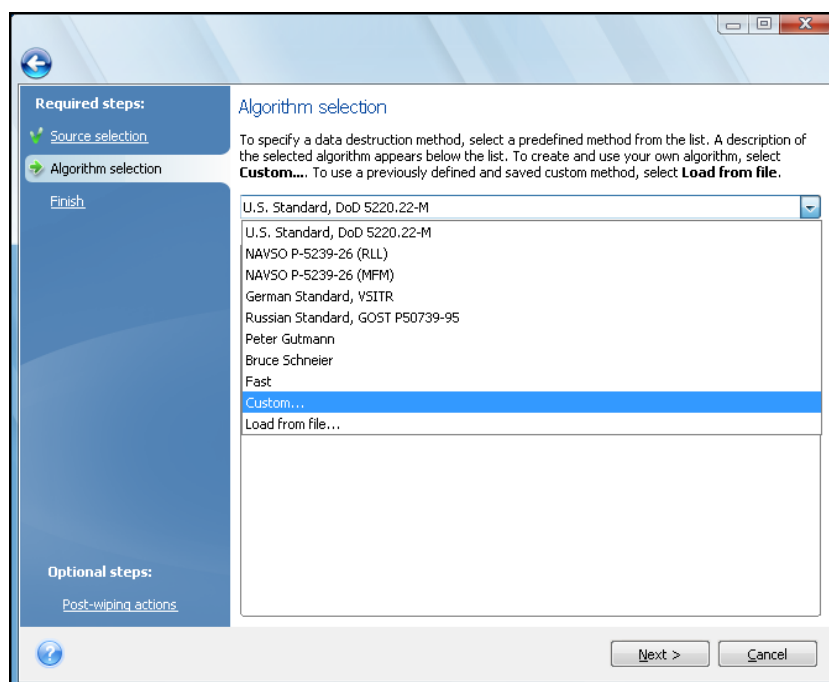 Required steps:
Source selection
Algorithm selection
Finish
Optional steps:
Post-wiping actions
Algorithm selection
To specify a data destruction method, select a predefined method from the list. A description of
the selected algorithm appears below the list. To create and use your own algorithm, select
Custom.... To use a previously defined and saved custom method, select Load from file.
U.S. Standard, DoD 5220.22-M
U.S. Standard, DoD 5220.22-M
NAVSO P-5239-26 (RLL)
NAVSO P-5239-26 (MFM)
German Standard, VSITR
Russian Standard, GOST P50739-95
Peter Gutmann
Bruce Schneier
Fast
Custom...
Load from file...
?
Next >
Cancel